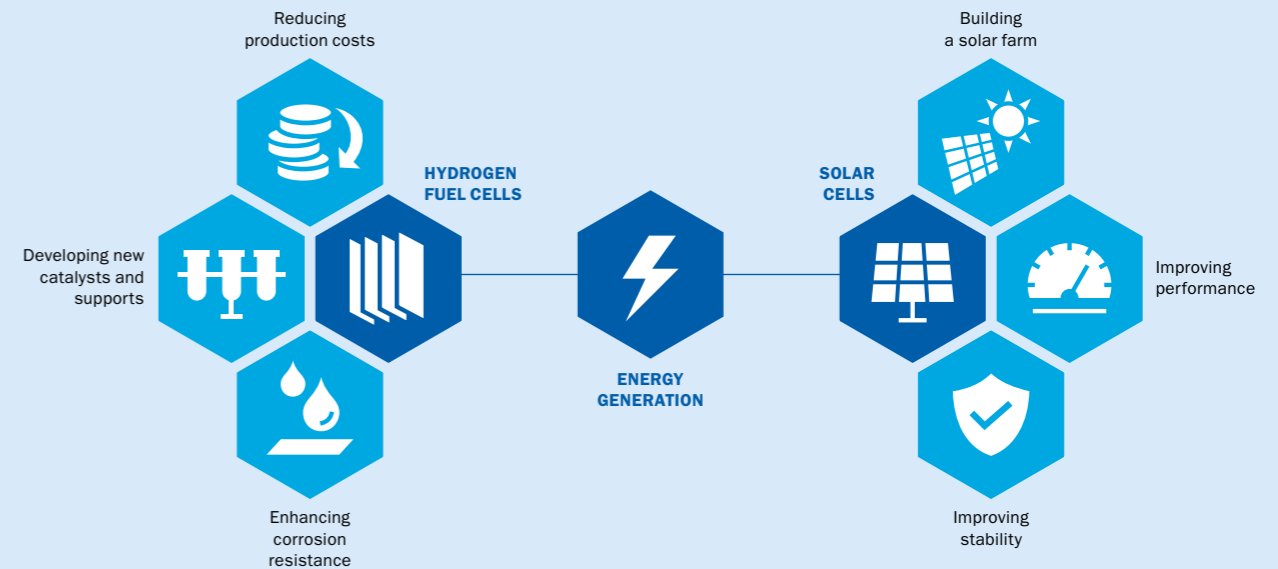 Reducing
production costs
HYDROGEN
FUEL CELLS
Developing new
catalysts and
supports
Enhancing
corrosion
resistance
ENERGY
GENERATION
Building
a solar farm
SOLAR
CELLS
Improving
performance
Improving
stability